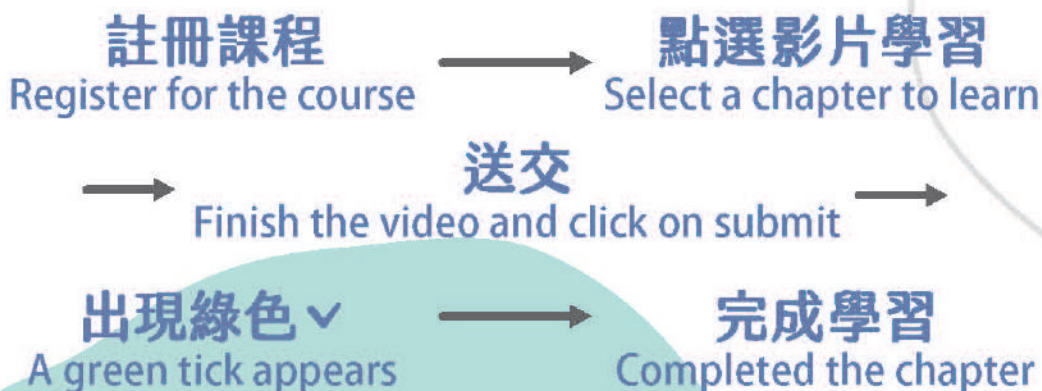 註冊課程
Register for the course
點選影片學習
Select a chapter to learn
送交
Finish the video and click on submit
出現綠色✓
A green tick appears
完成學習
Completed the chapter